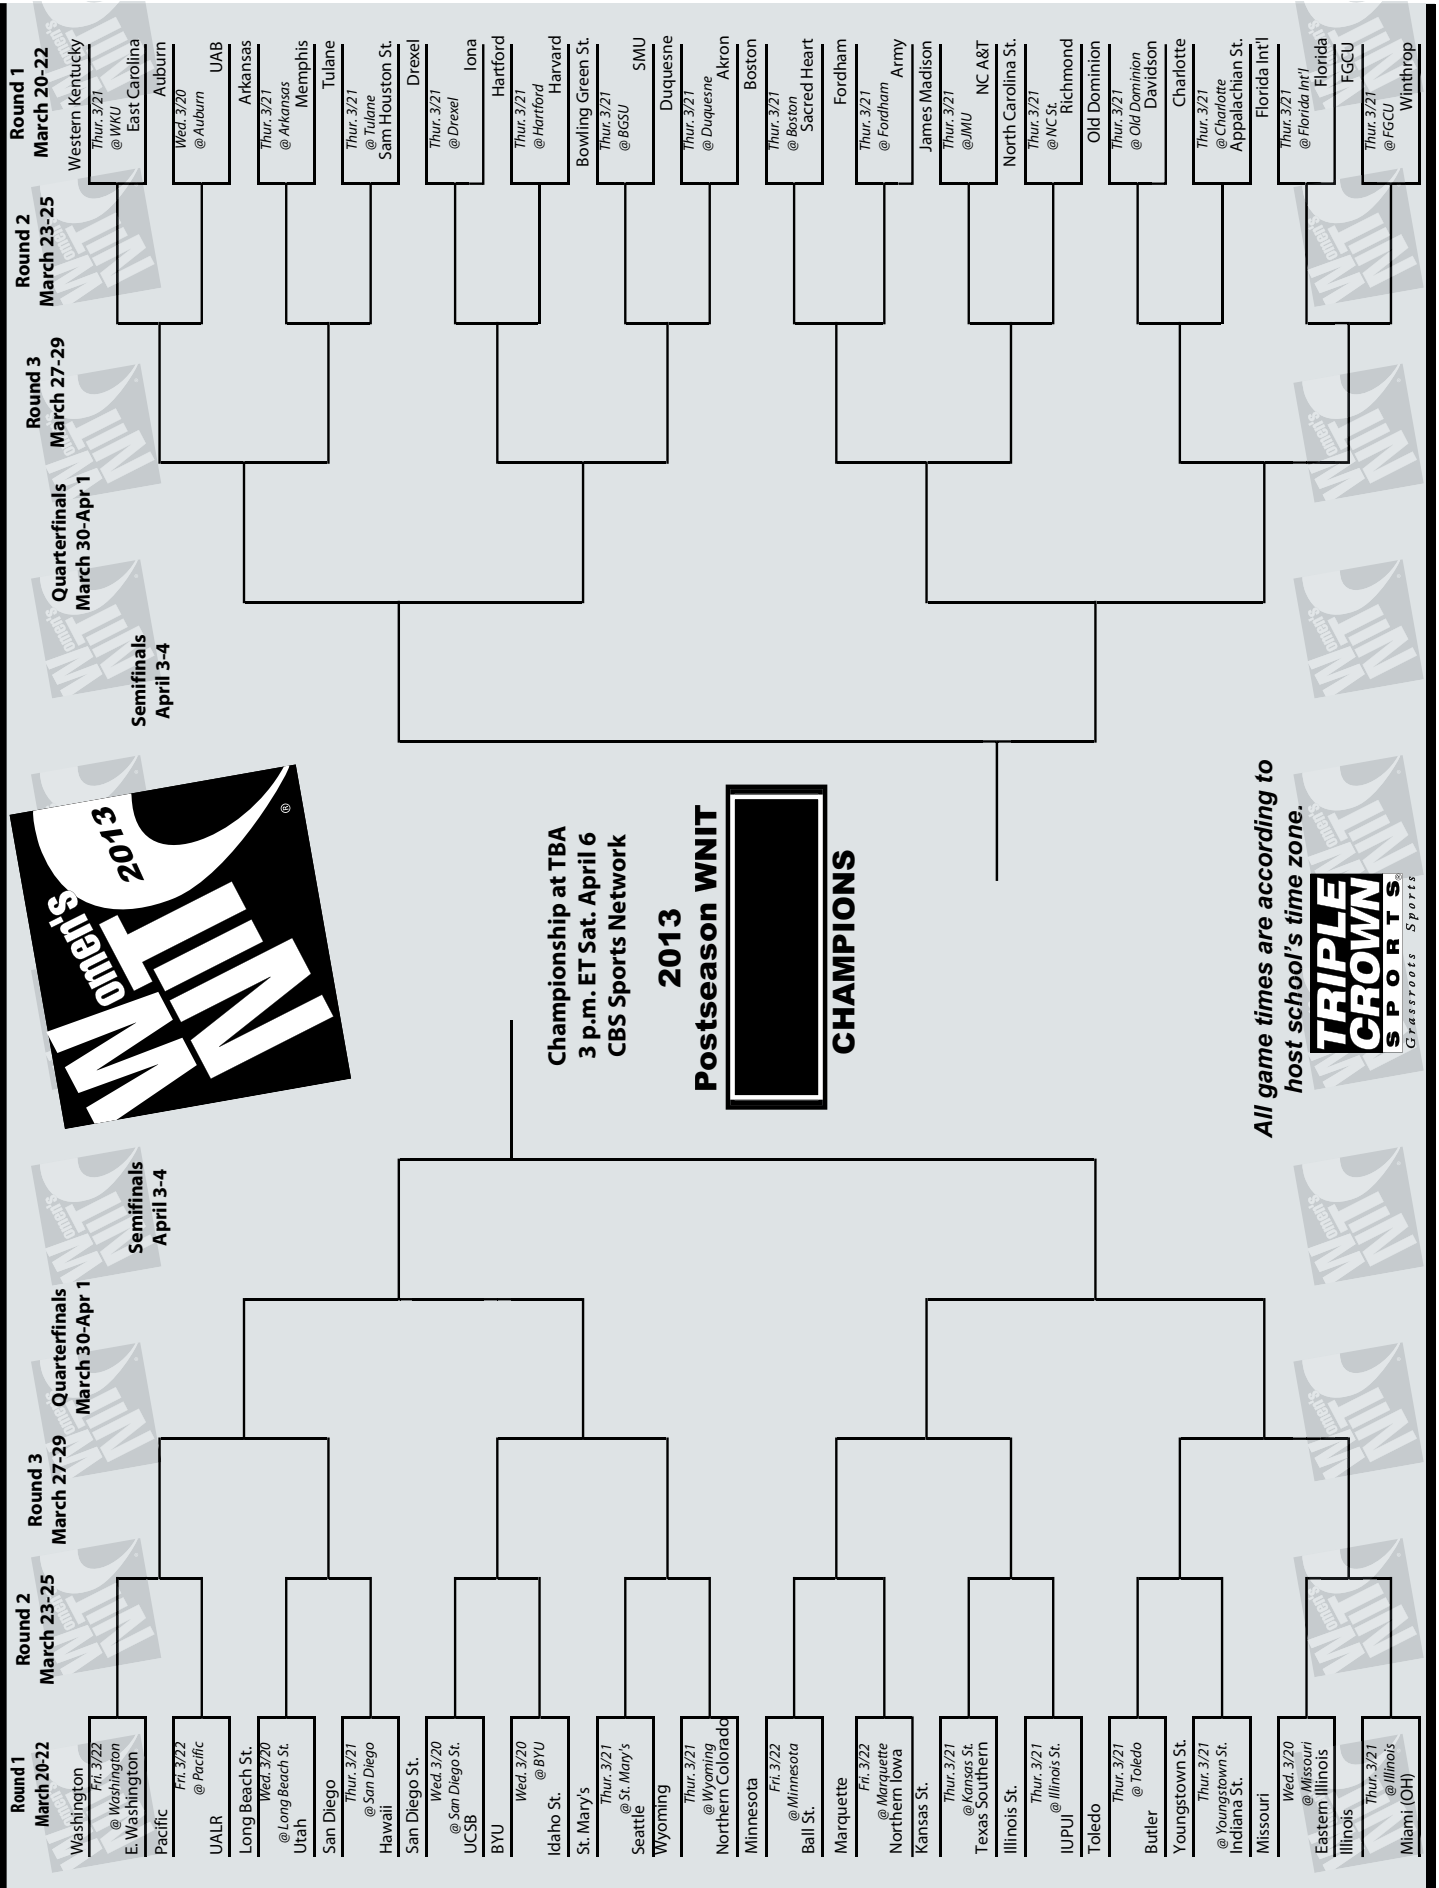 Round 1
March 20-22
Round 2
March 23-25
Round 3
March 27-29
Quarterfinals
March 30-Apr 1
Semifinals
April 3-4
Semifinals
April 3-4
Quarterfinals
March 30-Apr 1
Round 3
March 27-29
Round 2
March 23-25
Round 1
March 20-22
Washington
Fri. 3/22
@ Washington
E. Washington
Pacific
Fri. 3/22
@ Pacific
UALR
Long Beach St.
Wed. 3/20
@ Long Beach St.
Utah
San Diego
Thur. 3/21
@ San Diego
Hawaii
San Diego St.
Wed. 3/20
@ San Diego St.
UCSB
BYU
Wed. 3/20
@ BYU
Idaho St.
St. Mary's
Thur. 3/21
@ St. Mary's
Seattle
Wyoming
Thur. 3/21
@ Wyoming
Northern Colorado
Minnesota
Fri. 3/22
@ Minnesota
Ball St.
Marquette
Fri. 3/22
@ Marquette
Northern Iowa
Kansas St.
Thur. 3/21
@ Kansas St.
Texas Southern
Illinois St.
Thur. 3/21
@ Illinois St.
IUPUI
Toledo
Thur. 3/21
@ Toledo
Butler
Youngstown St.
Thur. 3/21
@ Youngstown St.
Indiana St.
Missouri
Wed. 3/20
@ Missouri
Eastern Illinois
Illinois
Thur. 3/21
@ Illinois
Miami (OH)
Women's
NIT
2013
®
Championship at TBA
3 p.m. ET Sat. April 6
CBS Sports Network
2013
Postseason WNIT
CHAMPIONS
All game times are according to
host school's time zone.
TRIPLE
CROWN
SPORTS®
Grassroots Sports
Western Kentucky
Thur. 3/21
@ WKU
East Carolina
Auburn
Wed. 3/20
@ Auburn
UAB
Arkansas
Thur. 3/21
@ Arkansas
Memphis
Tulane
Thur. 3/21
@ Tulane
Sam Houston St.
Drexel
Thur. 3/21
@ Drexel
Iona
Hartford
Thur. 3/21
@ Hartford
Harvard
Bowling Green St.
Thur. 3/21
@ BGSU
SMU
Duquesne
Thur. 3/21
@ Duquesne
Akron
Boston
Thur. 3/21
@ Boston
Sacred Heart
Fordham
Thur. 3/21
@ Fordham
Army
James Madison
Thur. 3/21
@ JMU
NC A&T
North Carolina St.
Thur. 3/21
@ NC St.
Richmond
Old Dominion
Thur. 3/21
@ Old Dominion
Davidson
Charlotte
Thur. 3/21
@ Charlotte
Appalachian St.
Florida Int'l
Thur. 3/21
@ Florida Int'l
Florida
FGCU
Thur. 3/21
@ FGCU
Winthrop